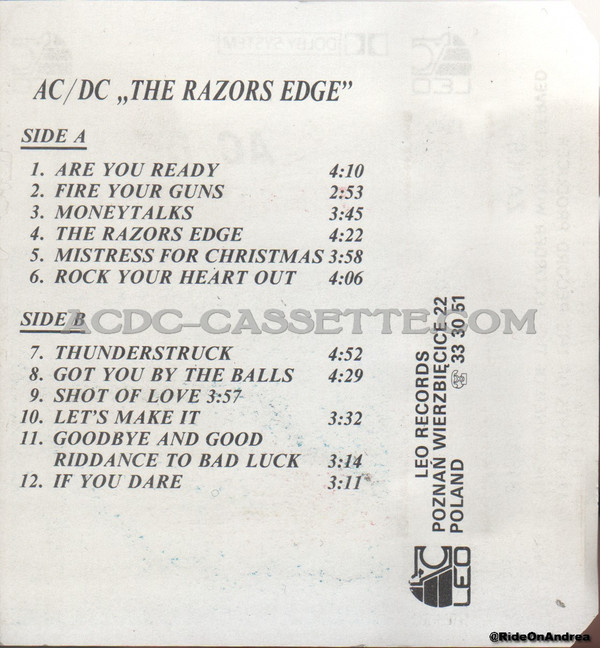 AC/DC „THE RAZORS EDGE”
SIDE A
1. ARE YOU READY 4:10
2. FIRE YOUR GUNS 2:53
3. MONEYTALKS 3:45
4. THE RAZORS EDGE 4:22
5. MISTRESS FOR CHRISTMAS 3:58
6. ROCK YOUR HEART OUT 4:06
SIDE B
ACDC-CASSETTE.COM
7. THUNDERSTRUCK 4:52
8. GOT YOU BY THE BALLS 4:29
9. SHOT OF LOVE 3:57
10. LET'S MAKE IT 3:32
11. GOODBYE AND GOOD
RIDDANCE TO BAD LUCK 3:14
12. IF YOU DARE 3:11
LEO RECORDS
POZNAŃ WIERZBIĘCICE 22
POLAND ☎ 33 30 51
LEO
@RideOnAndrea
DOLBY SYSTEM
LEO